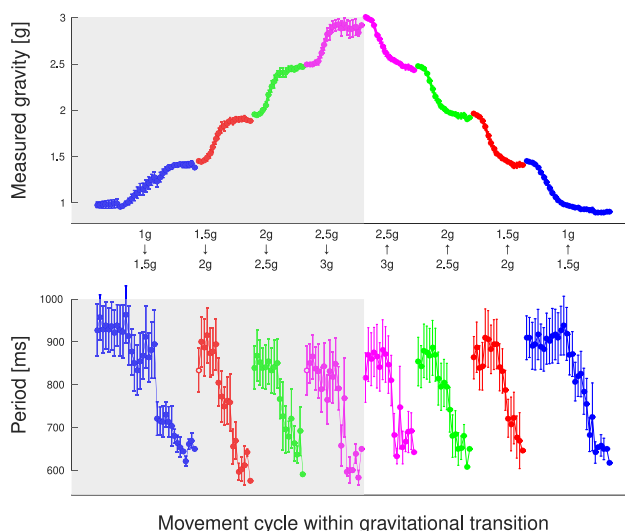 Measured gravity [g]
3
2.5
2
1.5
1
1g 1.5g 2g 2.5g 2.5g 2g 1.5g 1g
↓ ↓ ↓ ↓ ↑ ↑ ↑ ↑
1.5g 2g 2.5g 3g 3g 2.5g 2g 1.5g
Period [ms]
1000
900
800
700
600
Movement cycle within gravitational transition